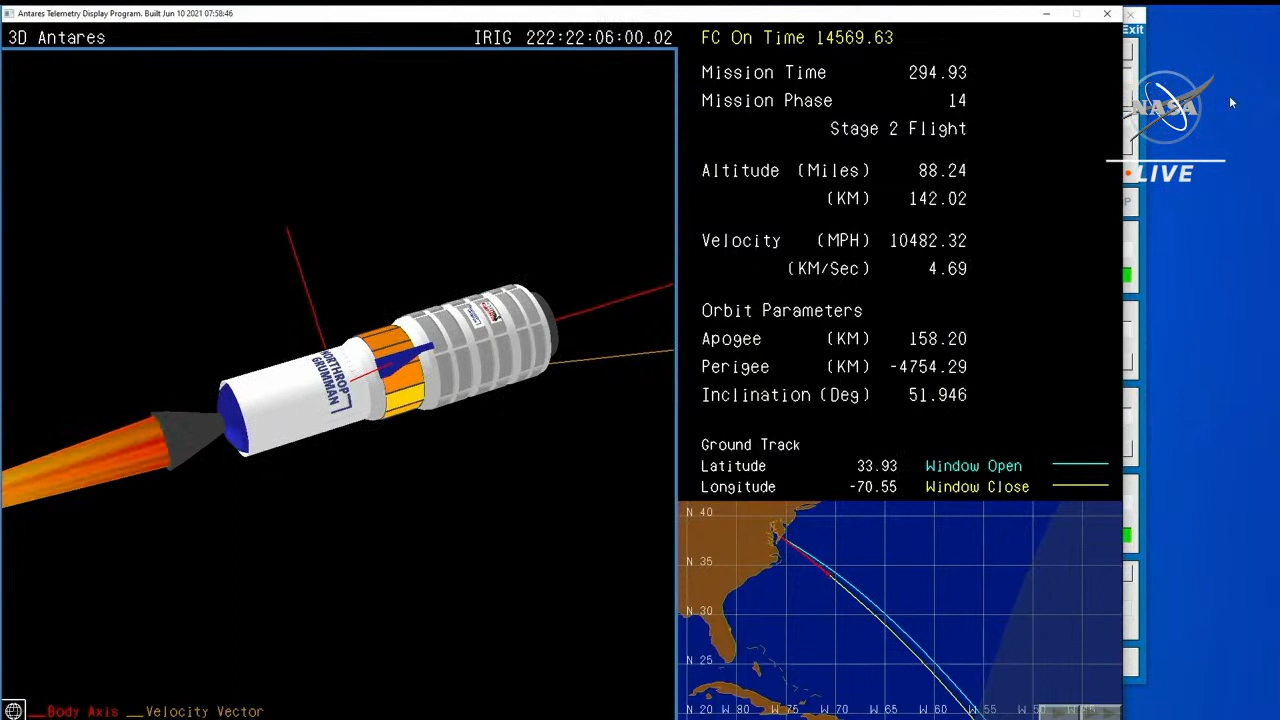 Antares Telemetry Display Program. Built Jun 10 2021 07:58:46
Exit
3D Antares
IRIG 222:22:06:00.02
FC On Time 14569.63
Mission Time 294.93
Mission Phase 14
Stage 2 Flight
Altitude (Miles) 88.24
(KM) 142.02
Velocity (MPH) 10482.32
(KM/Sec) 4.69
Orbit Parameters
Apogee (KM) 158.20
Perigee (KM) -4754.29
Inclination (Deg) 51.946
Ground Track
Latitude 33.93 Window Open
Longitude -70.55 Window Close
NASA
LIVE
P
NORTHROP
GRUMMAN
N 40
N 35
N 30
N 25
N 20 W 80 W 75 W 70 W 65 W 60 W 55 W 50
Body Axis Velocity Vector